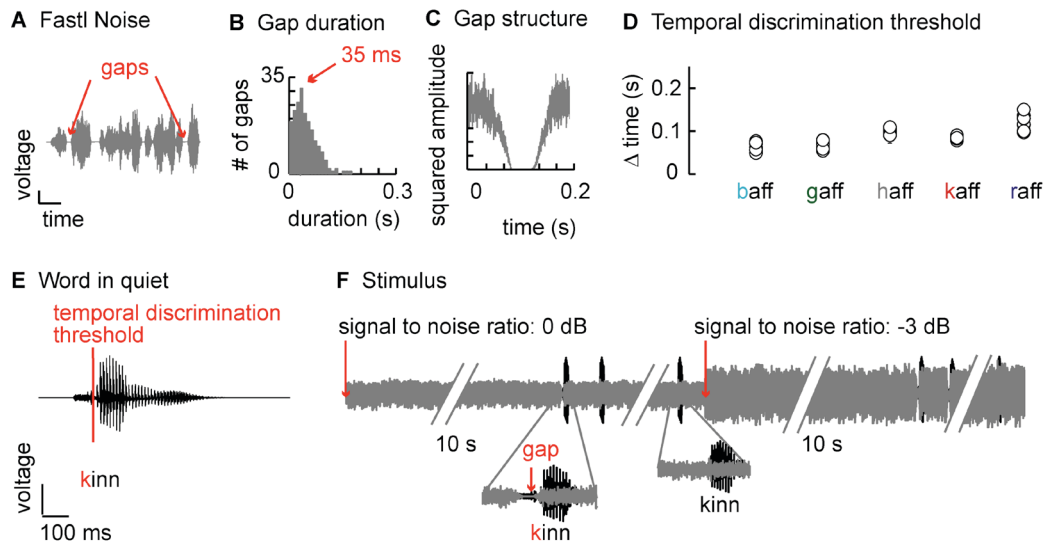 A Fastl Noise
gaps
voltage
time
B Gap duration
35 ms
35
0
# of gaps
0 0.3
duration (s)
C Gap structure
squared amplitude
0 0.2
time (s)
D Temporal discrimination threshold
0.2
0.1
0
Δ time (s)
baff gaff haff kaff raff
E Word in quiet
temporal discrimination
threshold
kinn
voltage
100 ms
F Stimulus
signal to noise ratio: 0 dB
signal to noise ratio: -3 dB
10 s
10 s
gap
kinn
kinn